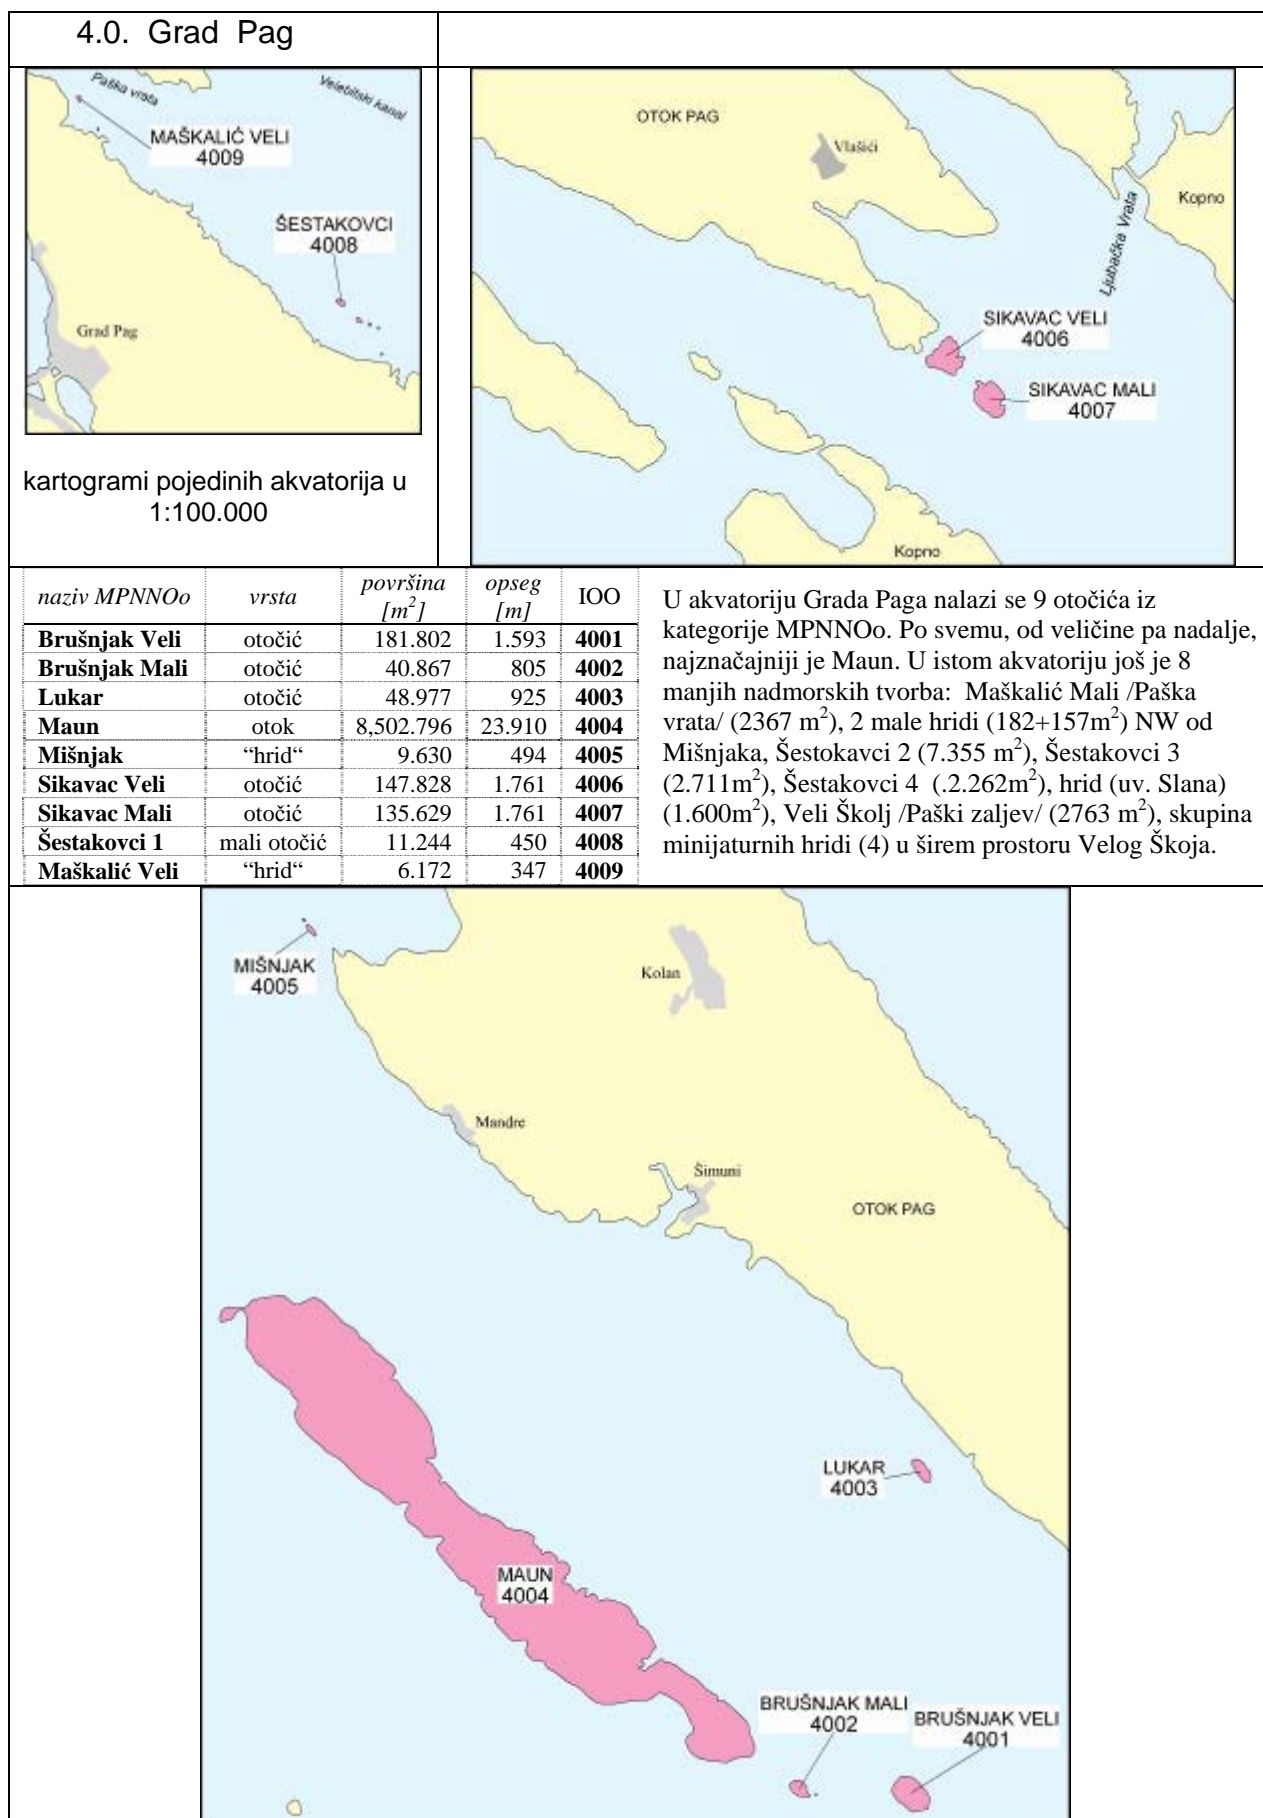 4.0. Grad Pag
Paška vrata
Velebitski kanal
MAŠKALIĆ VELI
4009
ŠESTAKOVCI
4008
Grad Pag
kartogrami pojedinih akvatorija u
1:100.000
OTOK PAG
Vlašići
Kopno
Ljubačka Vrata
SIKAVAC VELI
4006
SIKAVAC MALI
4007
Kopno
naziv MPNNOo vrsta površina [m2] opseg [m] IOO
Brušnjak Veli otočić 181.802 1.593 4001
Brušnjak Mali otočić 40.867 805 4002
Lukar otočić 48.977 925 4003
Maun otok 8,502.796 23.910 4004
Mišnjak “hrid“ 9.630 494 4005
Sikavac Veli otočić 147.828 1.761 4006
Sikavac Mali otočić 135.629 1.761 4007
Šestakovci 1 mali otočić 11.244 450 4008
Maškalić Veli “hrid“ 6.172 347 4009
U akvatoriju Grada Paga nalazi se 9 otočića iz
kategorije MPNNOo. Po svemu, od veličine pa nadalje,
najznačajniji je Maun. U istom akvatoriju još je 8
manjih nadmorskih tvorba: Maškalić Mali /Paška
vrata/ (2367 m2), 2 male hridi (182+157m2) NW od
Mišnjaka, Šestokavci 2 (7.355 m2), Šestakovci 3
(2.711m2), Šestakovci 4 (.2.262m2), hrid (uv. Slana)
(1.600m2), Veli Školj /Paški zaljev/ (2763 m2), skupina
minijaturnih hridi (4) u širem prostoru Velog Škoja.
MIŠNJAK
4005
Kolan
Mandre
Šimuni
OTOK PAG
LUKAR
4003
MAUN
4004
BRUŠNJAK MALI
4002
BRUŠNJAK VELI
4001